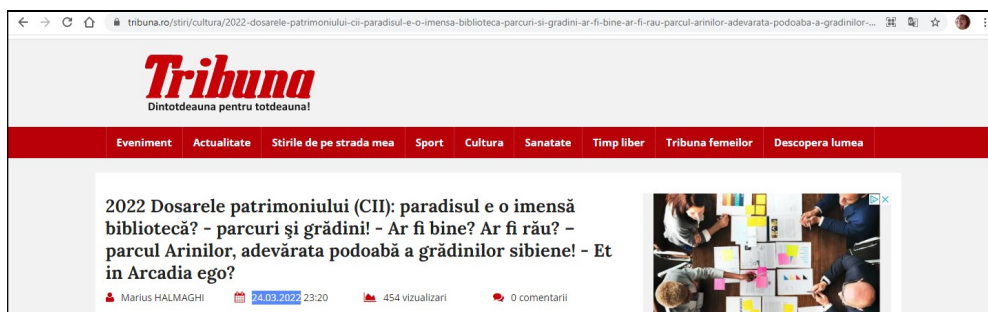 tribuna.ro/stiri/cultura/2022-dosarele-patrimoniului-cii-paradisul-e-o-imensa-biblioteca-parcuri-si-gradini-ar-fi-bine-ar-fi-rau-parcul-arinilor-adevarata-podoaba-a-gradinilor-...
Tribuna
Dintotdeauna pentru totdeauna!
Eveniment Actualitate Stirile de pe strada mea Sport Cultura Sanatate Timp liber Tribuna femeilor Descopera lumea
2022 Dosarele patrimoniului (CII): paradisul e o imensă
bibliotecă? - parcuri şi grădini! - Ar fi bine? Ar fi rău? –
parcul Arinilor, adevărata podoabă a grădinilor sibiene! - Et
in Arcadia ego?
Marius HALMAGHI 24.03.2022 23:20 454 vizualizari 0 comentarii